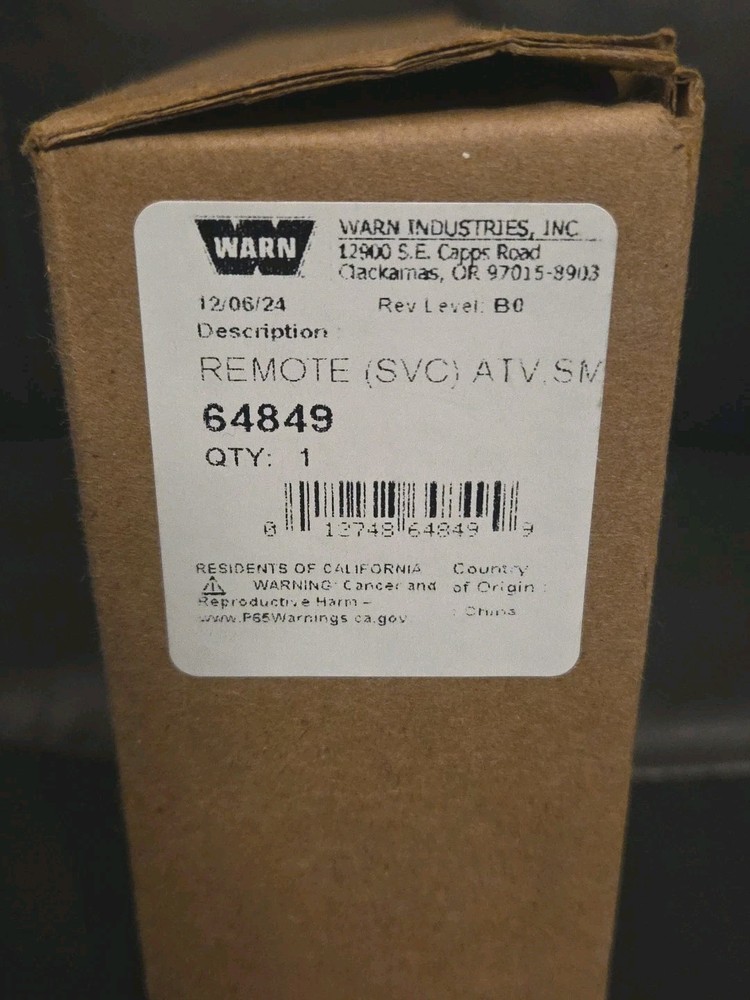 WARN
WARN INDUSTRIES, INC
12900 S.E. Capps Road
Clackamas, OR 97015-8903
12/06/24 Rev Level: B0
Description :
REMOTE (SVC) ATV,SM
64849
QTY: 1
0 12748 64849 9
RESIDENTS OF CALIFORNIA
WARNING: Cancer and
Reproductive Harm –
www.P65Warnings.ca.gov
Country
of Origin :
: China